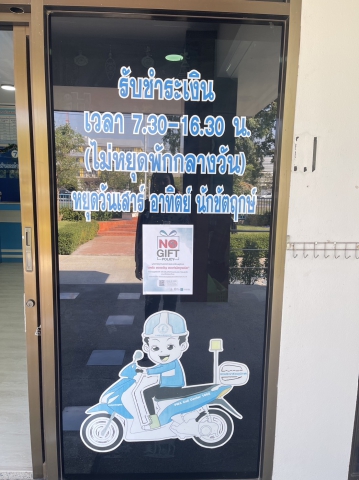 รับชำระเงิน
เวลา 7.30-16.30 น.
(ไม่หยุดพักกลางวัน)
หยุดวันเสาร์ อาทิตย์ นักขัตฤกษ์
NO
GIFT
POLICY